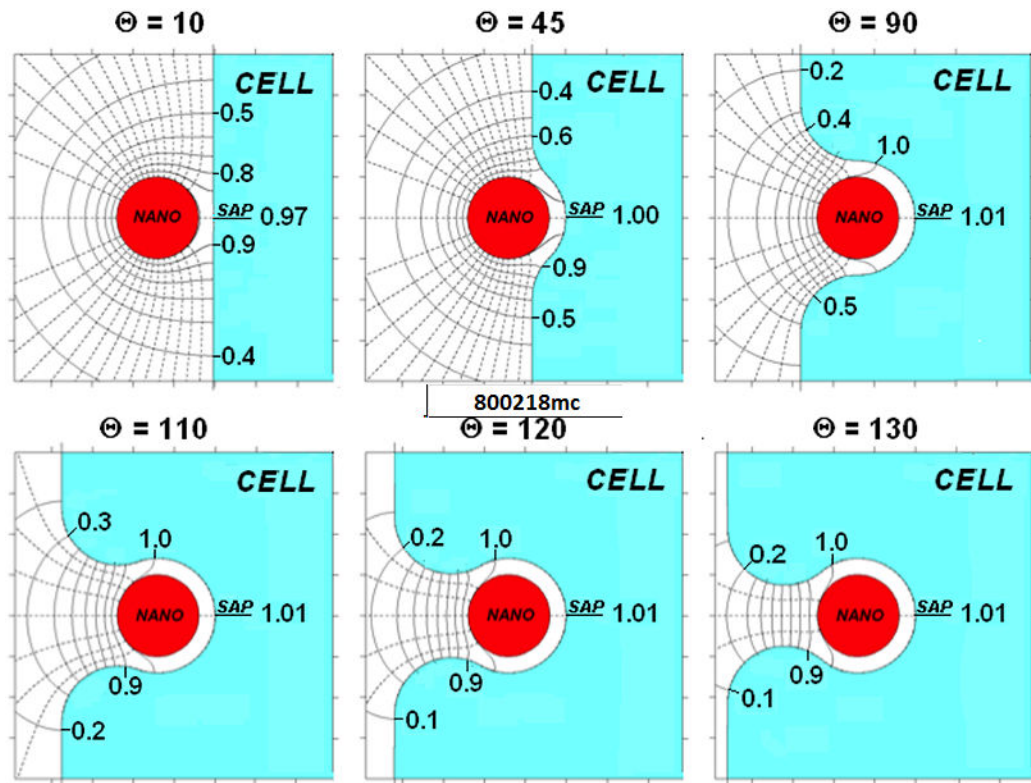 Θ = 10
Θ = 45
Θ = 90
CELL
0.5
0.8
NANO
SAP 0.97
0.9
0.4
CELL
0.4
0.6
NANO
SAP 1.00
0.9
0.5
CELL
0.2
0.4
1.0
NANO
SAP 1.01
0.5
800218mc
Θ = 110
Θ = 120
Θ = 130
CELL
0.3
1.0
NANO
SAP 1.01
0.9
0.2
CELL
0.2
1.0
NANO
SAP 1.01
0.9
0.1
CELL
0.2
1.0
NANO
SAP 1.01
0.9
0.1